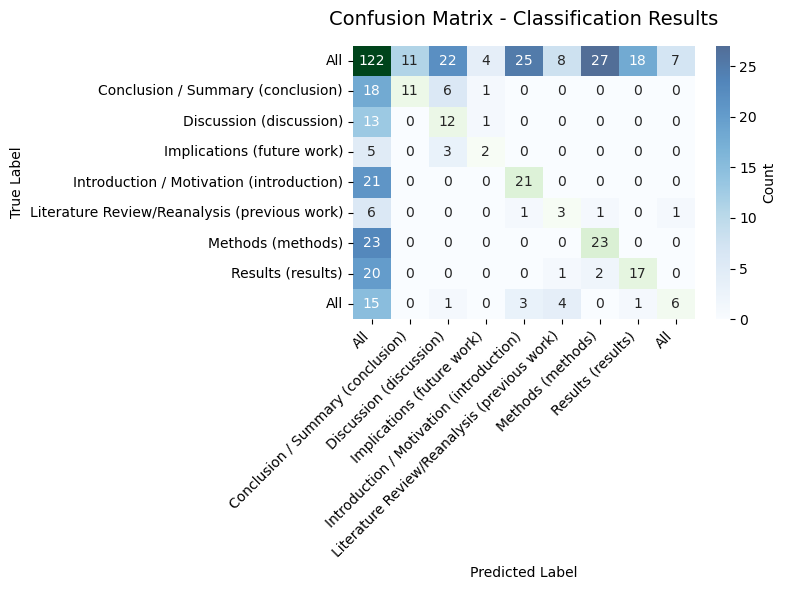 Confusion Matrix - Classification Results
True Label
All 122 11 22 4 25 8 27 18 7
Conclusion / Summary (conclusion) 18 11 6 1 0 0 0 0 0
Discussion (discussion) 13 0 12 1 0 0 0 0 0
Implications (future work) 5 0 3 2 0 0 0 0 0
Introduction / Motivation (introduction) 21 0 0 0 21 0 0 0 0
Literature Review/Reanalysis (previous work) 6 0 0 0 1 3 1 0 1
Methods (methods) 23 0 0 0 0 0 23 0 0
Results (results) 20 0 0 0 0 1 2 17 0
All 15 0 1 0 3 4 0 1 6
All
Conclusion / Summary (conclusion)
Discussion (discussion)
Implications (future work)
Introduction / Motivation (introduction)
Literature Review/Reanalysis (previous work)
Methods (methods)
Results (results)
All
Predicted Label
25
20
15
10
5
0
Count